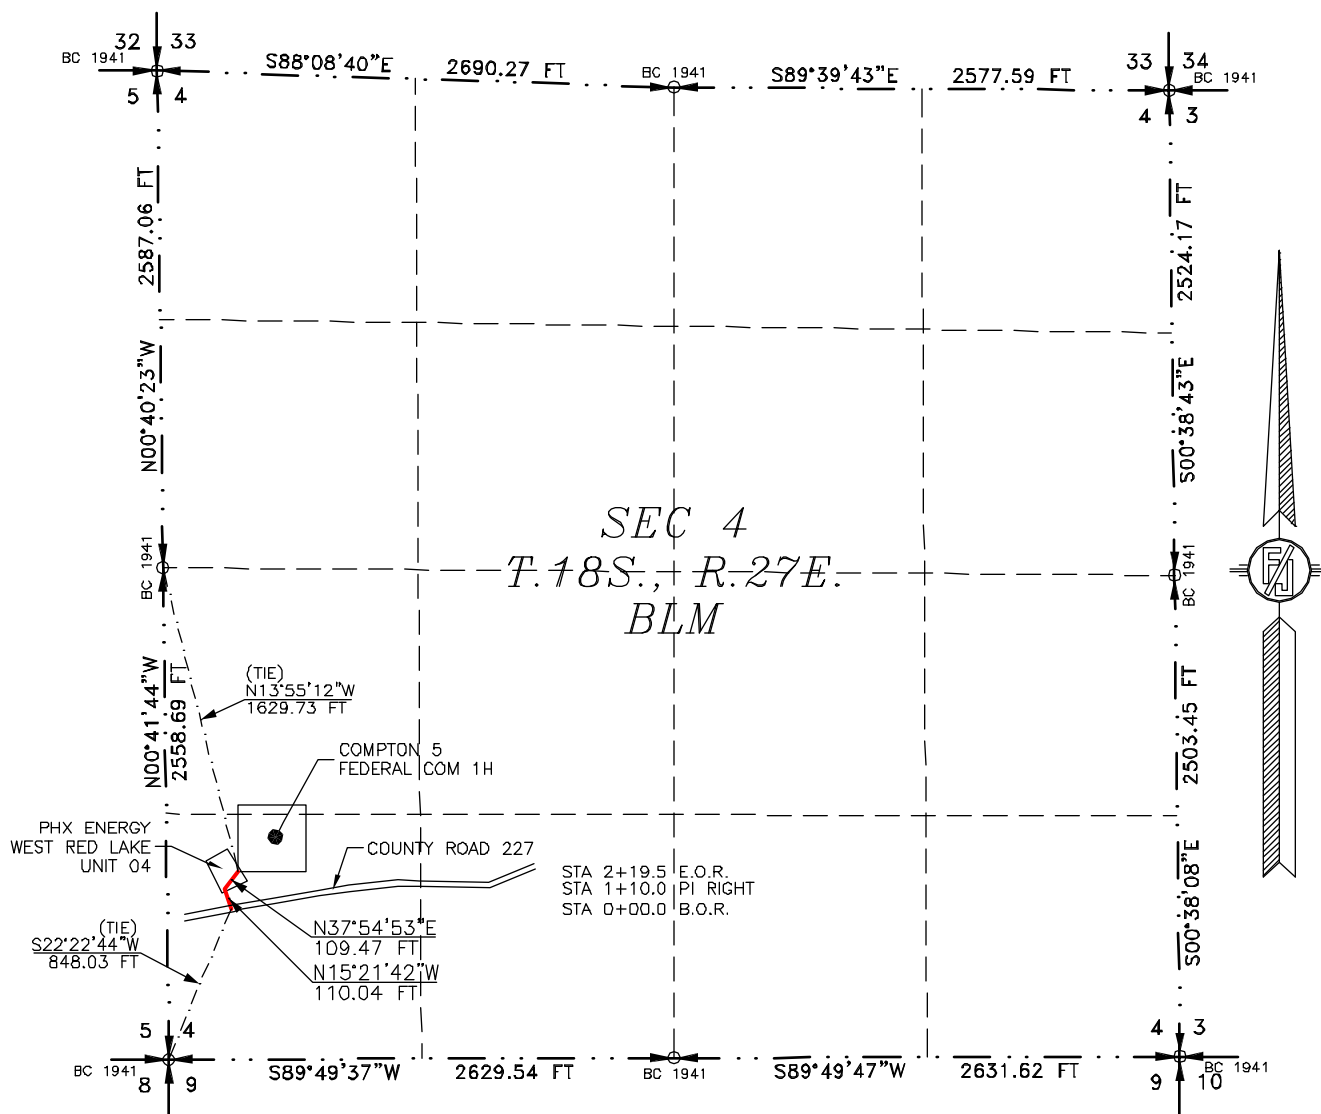 32 33
BC 1941
5 4
S88°08'40"E 2690.27 FT
BC 1941
S89°39'43"E 2577.59 FT
33 34
BC 1941
4 3
2587.06 FT
N00°40'23"W
2524.17 FT
S00°38'43"E
BC 1941
BC 1941
SEC 4
T.18S., R.27E.
BLM
N00°41'44"W
2558.69 FT
(TIE)
N13°55'12"W
1629.73 FT
COMPTON 5
FEDERAL COM 1H
2503.45 FT
S00°38'08"E
PHX ENERGY
WEST RED LAKE
UNIT 04
COUNTY ROAD 227
STA 2+19.5 E.O.R.
STA 1+10.0 PI RIGHT
STA 0+00.0 B.O.R.
(TIE)
S22°22'44"W
848.03 FT
N37°54'53"E
109.47 FT
N15°21'42"W
110.04 FT
5 4
BC 1941
8 9
S89°49'37"W 2629.54 FT
BC 1941
S89°49'47"W 2631.62 FT
4 3
BC 1941
9 10
FJ